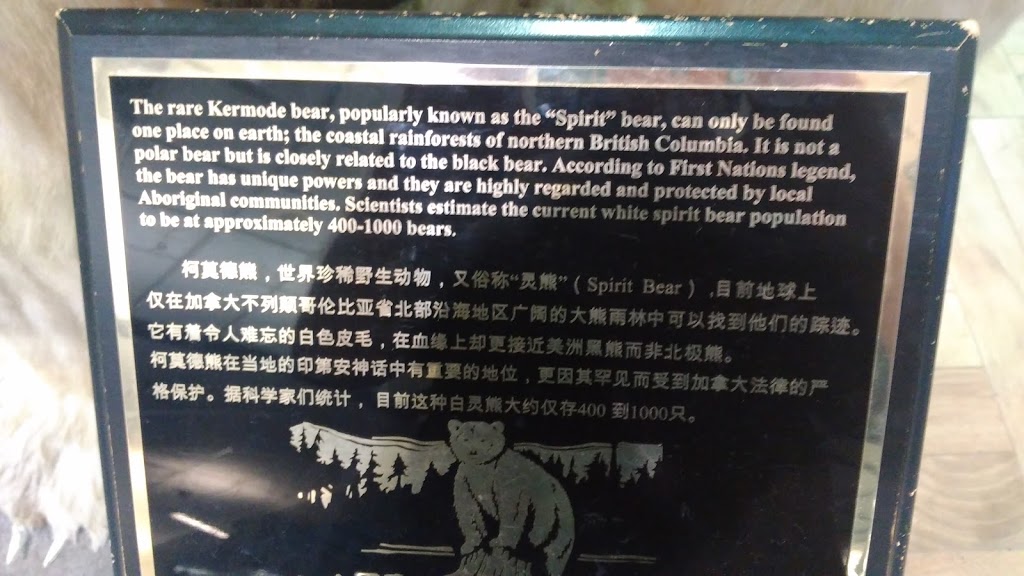 The rare Kermode bear, popularly known as the “Spirit” bear, can only be found
one place on earth; the coastal rainforests of northern British Columbia. It is not a
polar bear but is closely related to the black bear. According to First Nations legend,
the bear has unique powers and they are highly regarded and protected by local
Aboriginal communities. Scientists estimate the current white spirit bear population
to be at approximately 400-1000 bears.
柯莫德熊，世界珍稀野生动物，又俗称“灵熊”（Spirit Bear）,目前地球上
仅在加拿大不列颠哥伦比亚省北部沿海地区广阔的大熊雨林中可以找到他们的踪迹。
它有着令人难忘的白色皮毛，在血缘上却更接近美洲黑熊而非北极熊。
柯莫德熊在当地的印第安神话中有重要的地位，更因其罕见而受到加拿大法律的严
格保护。据科学家们统计，目前这种白灵熊大约仅存400 到1000只。